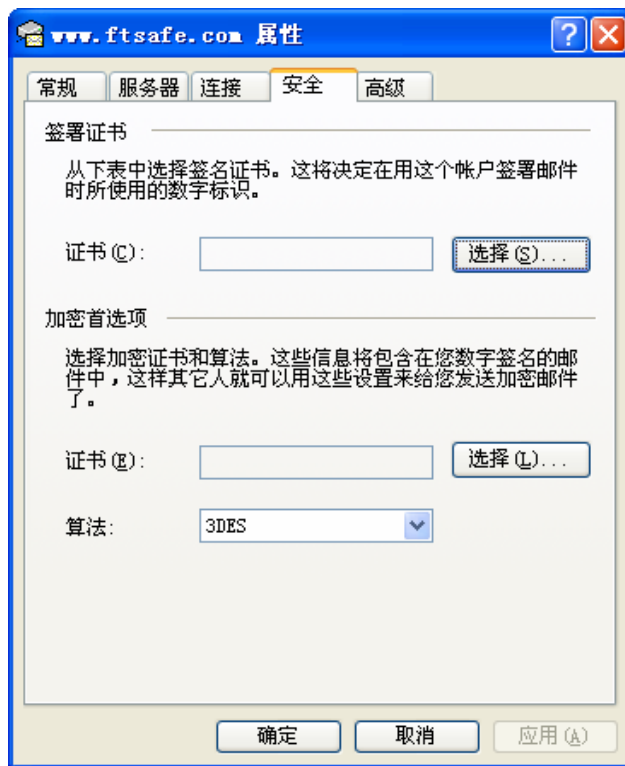 www.ftsafe.com 属性
常规 服务器 连接 安全 高级
签署证书
从下表中选择签名证书。这将决定在用这个帐户签署邮件
时所使用的数字标识。
证书(C): 选择(S)...
加密首选项
选择加密证书和算法。这些信息将包含在您数字签名的邮
件中，这样其它人就可以用这些设置来给您发送加密邮件
了。
证书(E): 选择(L)...
算法: 3DES
确定 取消 应用(A)